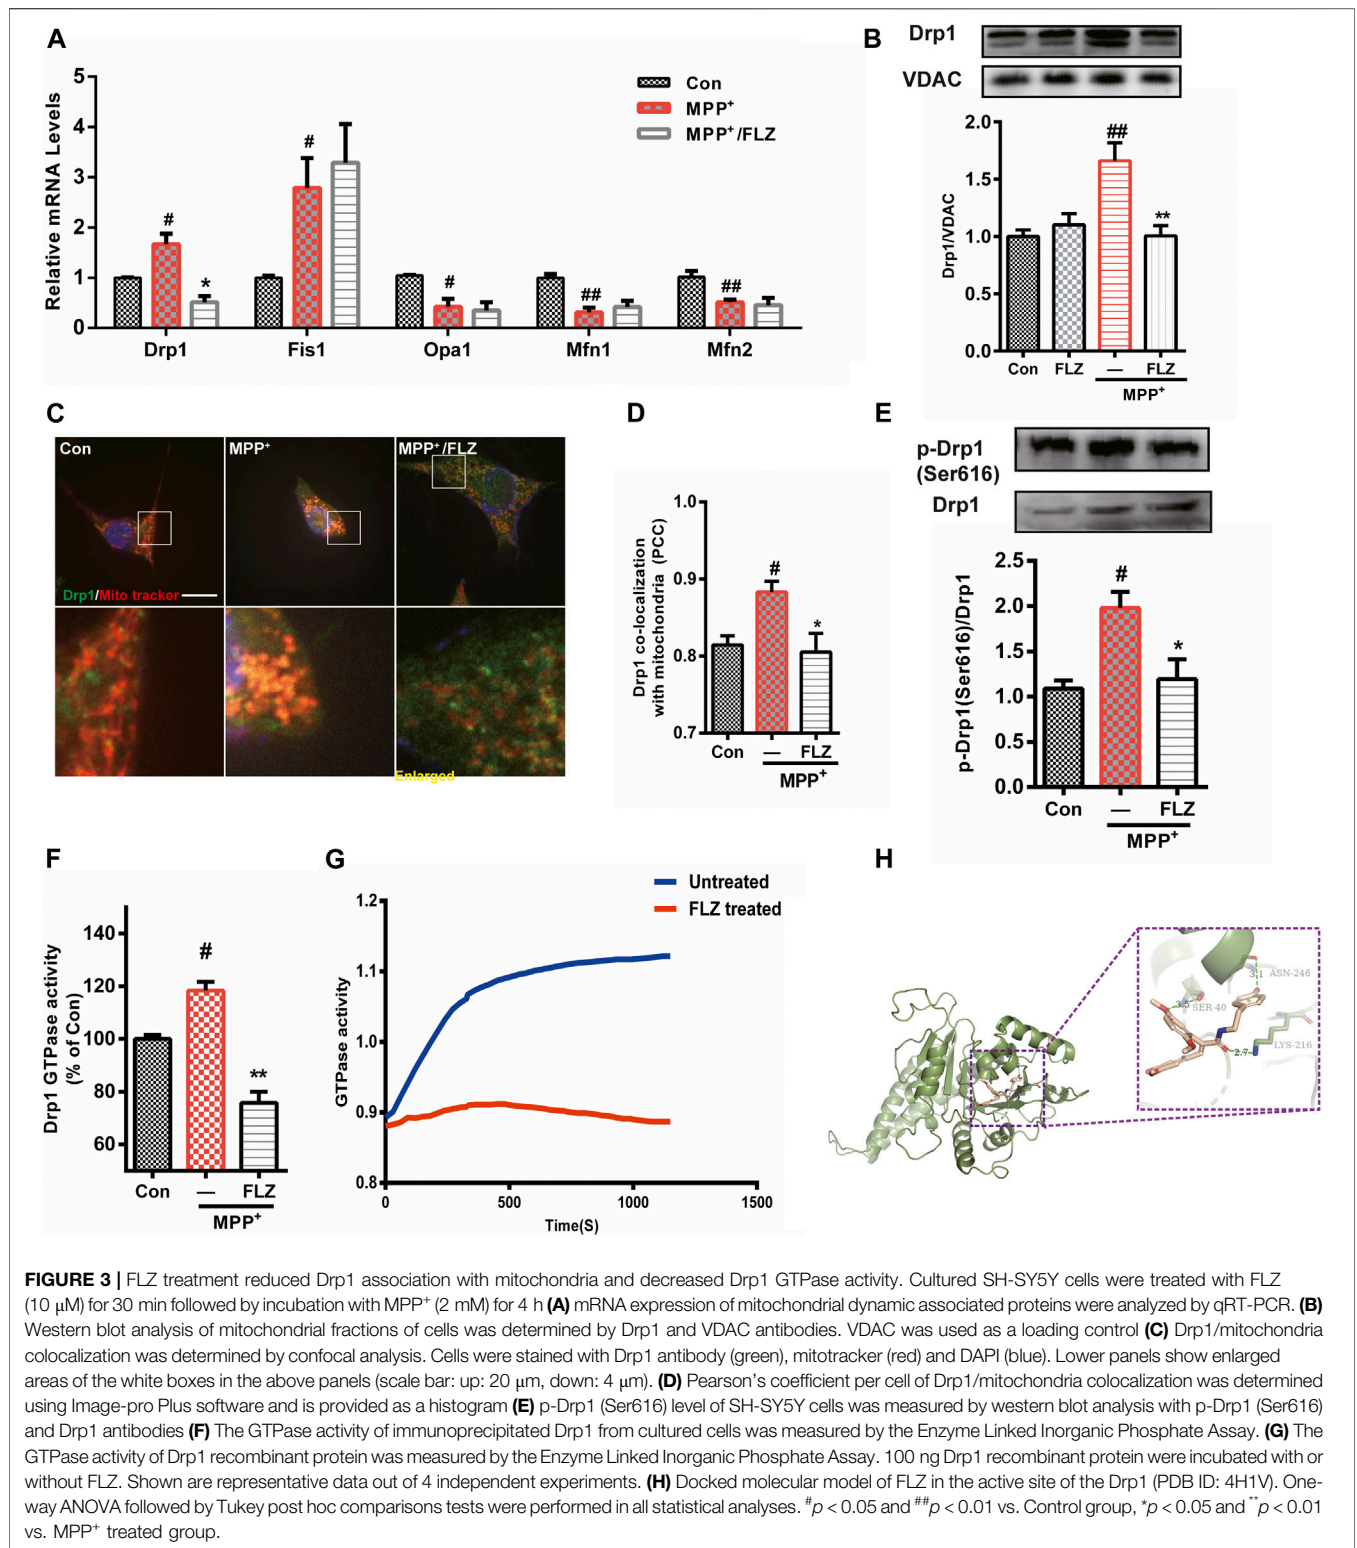 A
Relative mRNA Levels
5
4
3
2
1
0
Con
MPP+
MPP+/FLZ
#
*
#
#
##
##
Drp1
Fis1
Opa1
Mfn1
Mfn2
B
Drp1
VDAC
Drp1/VDAC
2.0
1.5
1.0
0.5
0.0
##
**
Con
FLZ
—
FLZ
MPP+
C
Con
MPP+
MPP+/FLZ
Drp1/Mito tracker
Enlarged
D
Drp1 co-localization
with mitochondria (PCC)
1.0
0.9
0.8
0.7
#
*
Con
—
FLZ
MPP+
E
p-Drp1
(Ser616)
Drp1
p-Drp1(Ser616)/Drp1
2.5
2.0
1.5
1.0
0.5
0.0
#
*
Con
—
FLZ
MPP+
F
Drp1 GTPase activity
(% of Con)
140
120
100
80
60
#
**
Con
—
FLZ
MPP+
G
Untreated
FLZ treated
GTPase activity
1.2
1.1
1.0
0.9
0.8
0
500
1000
1500
Time(S)
H
3.1
ASN-246
3.5
SER-40
LYS-216
2.7
FIGURE 3 | FLZ treatment reduced Drp1 association with mitochondria and decreased Drp1 GTPase activity. Cultured SH-SY5Y cells were treated with FLZ
(10 μM) for 30 min followed by incubation with MPP+ (2 mM) for 4 h (A) mRNA expression of mitochondrial dynamic associated proteins were analyzed by qRT-PCR. (B)
Western blot analysis of mitochondrial fractions of cells was determined by Drp1 and VDAC antibodies. VDAC was used as a loading control (C) Drp1/mitochondria
colocalization was determined by confocal analysis. Cells were stained with Drp1 antibody (green), mitotracker (red) and DAPI (blue). Lower panels show enlarged
areas of the white boxes in the above panels (scale bar: up: 20 μm, down: 4 μm). (D) Pearson's coefficient per cell of Drp1/mitochondria colocalization was determined
using Image-pro Plus software and is provided as a histogram (E) p-Drp1 (Ser616) level of SH-SY5Y cells was measured by western blot analysis with p-Drp1 (Ser616)
and Drp1 antibodies (F) The GTPase activity of immunoprecipitated Drp1 from cultured cells was measured by the Enzyme Linked Inorganic Phosphate Assay. (G) The
GTPase activity of Drp1 recombinant protein was measured by the Enzyme Linked Inorganic Phosphate Assay. 100 ng Drp1 recombinant protein were incubated with or
without FLZ. Shown are representative data out of 4 independent experiments. (H) Docked molecular model of FLZ in the active site of the Drp1 (PDB ID: 4H1V). One-
way ANOVA followed by Tukey post hoc comparisons tests were performed in all statistical analyses. #p < 0.05 and ##p < 0.01 vs. Control group, *p < 0.05 and **p < 0.01
vs. MPP+ treated group.